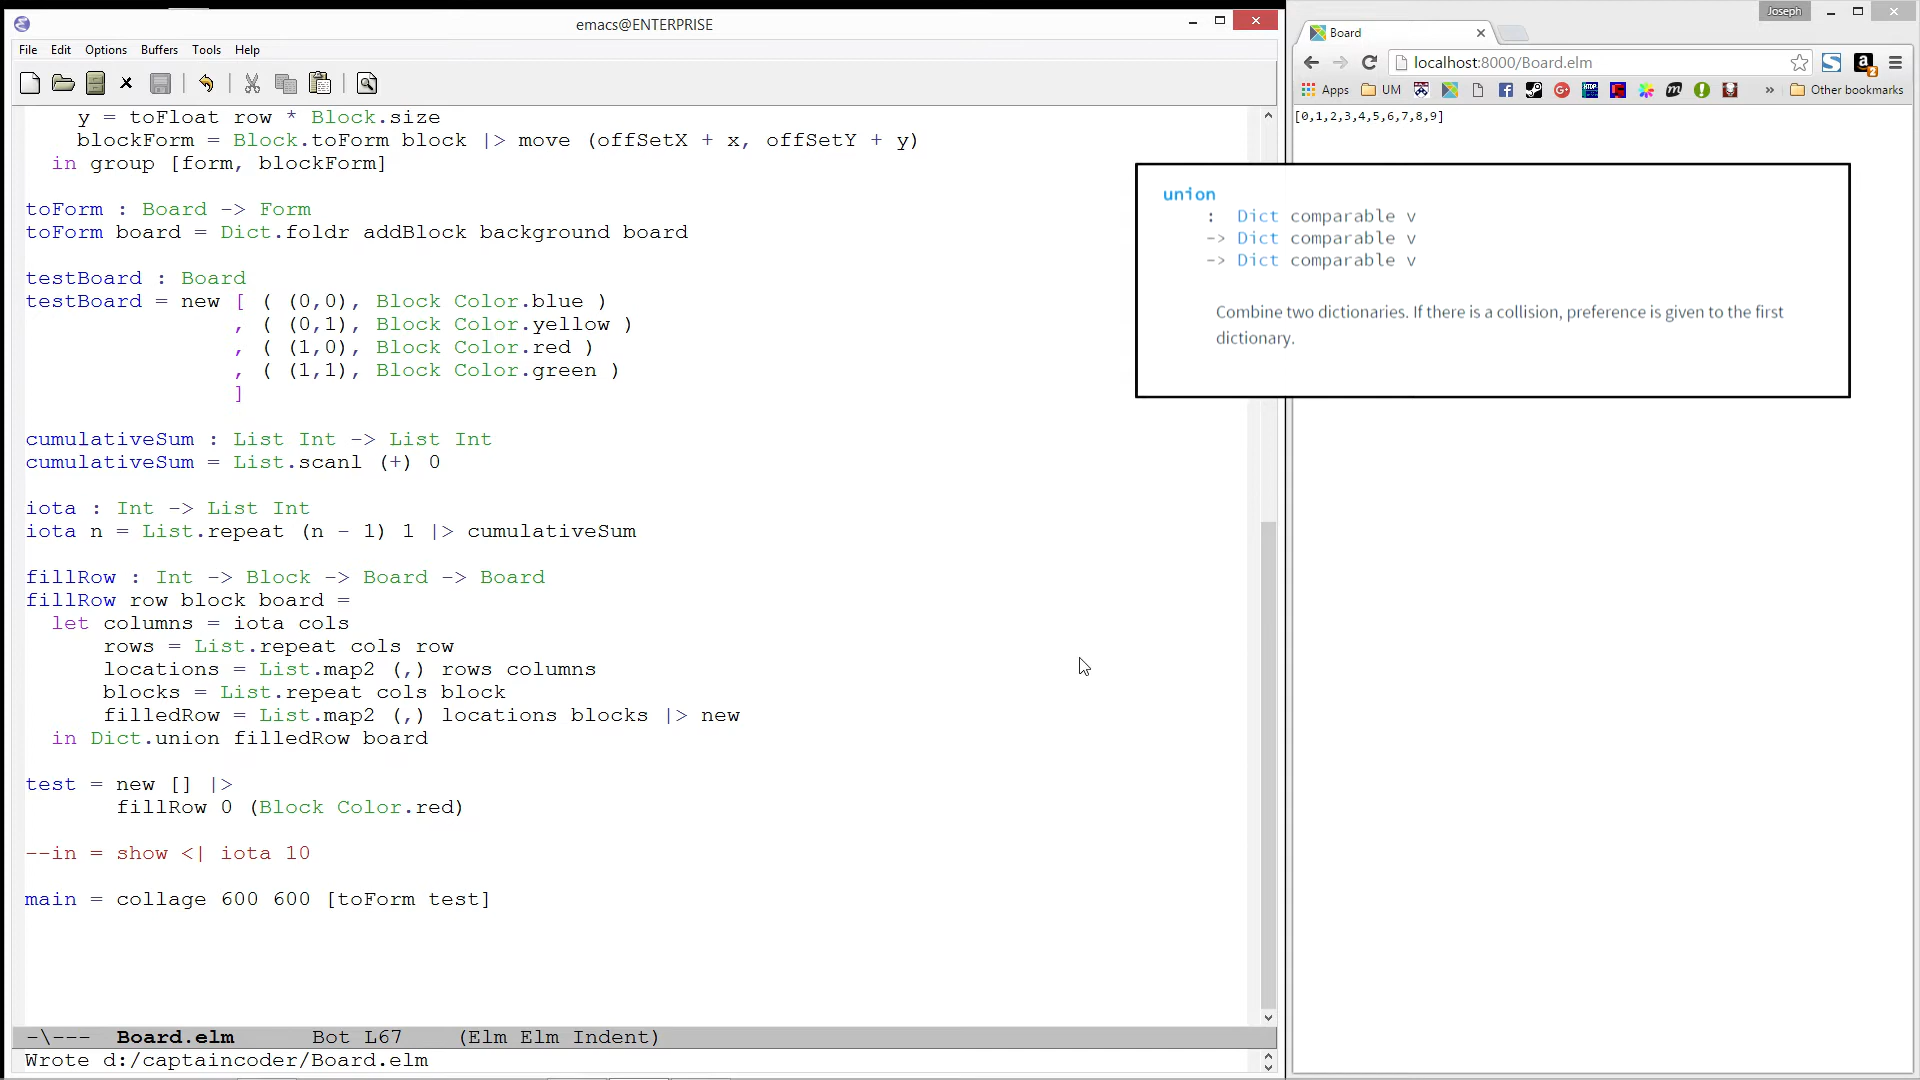 emacs@ENTERPRISE
File Edit Options Buffers Tools Help
y = toFloat row * Block.size
blockForm = Block.toForm block |> move (offSetX + x, offSetY + y)
in group [form, blockForm]
toForm : Board -> Form
toForm board = Dict.foldr addBlock background board
testBoard : Board
testBoard = new [ ( (0,0), Block Color.blue )
, ( (0,1), Block Color.yellow )
, ( (1,0), Block Color.red )
, ( (1,1), Block Color.green )
]
cumulativeSum : List Int -> List Int
cumulativeSum = List.scanl (+) 0
iota : Int -> List Int
iota n = List.repeat (n - 1) 1 |> cumulativeSum
fillRow : Int -> Block -> Board -> Board
fillRow row block board =
let columns = iota cols
rows = List.repeat cols row
locations = List.map2 (,) rows columns
blocks = List.repeat cols block
filledRow = List.map2 (,) locations blocks |> new
in Dict.union filledRow board
test = new [] |>
fillRow 0 (Block Color.red)
--in = show <| iota 10
main = collage 600 600 [toForm test]
-\--- Board.elm Bot L67 (Elm Elm Indent)
Wrote d:/captaincoder/Board.elm
Joseph
Board
localhost:8000/Board.elm
Apps UM » Other bookmarks
[0,1,2,3,4,5,6,7,8,9]
union
: Dict comparable v
-> Dict comparable v
-> Dict comparable v
Combine two dictionaries. If there is a collision, preference is given to the first
dictionary.